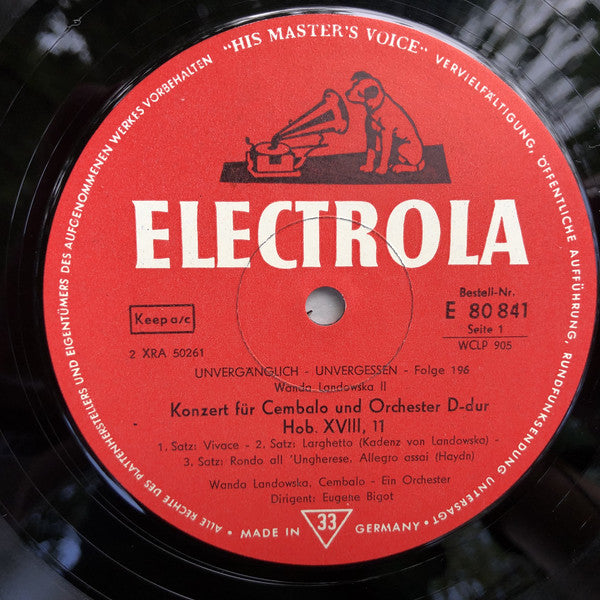 "HIS MASTER'S VOICE"
ELECTROLA
Bestell-Nr.
E 80 841
Seite 1
WCLP 905
Keep a/c
2 XRA 50261
UNVERGÄNGLICH - UNVERGESSEN - Folge 196
Wanda Landowska II
Konzert für Cembalo und Orchester D-dur
Hob. XVIII, 11
1. Satz: Vivace - 2. Satz: Larghetto (Kadenz von Landowska) -
3. Satz: Rondo all 'Ungherese. Allegro assai (Haydn)
Wanda Landowska, Cembalo - Ein Orchester
Dirigent: Eugene Bigot
ALLE RECHTE DES PLATTENHERSTELLERS UND EIGENTÜMERS DES AUFGENOMMENEN WERKES VORBEHALTEN
VERVIELFÄLTIGUNG, ÖFFENTLICHE AUFFÜHRUNG, RUNDFUNKSENDUNG UNTERSAGT
MADE IN 33 GERMANY